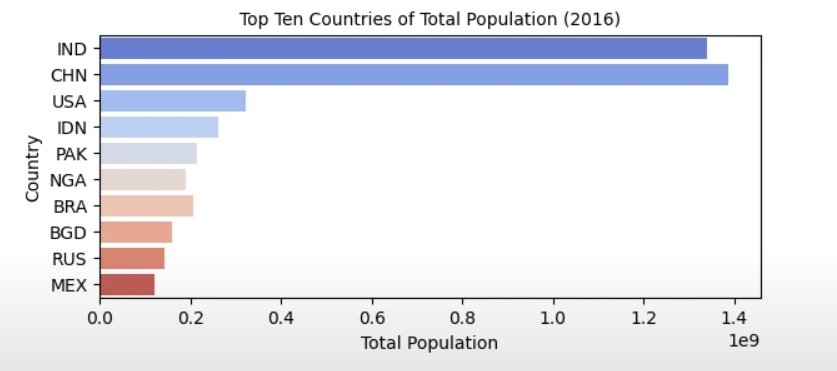 Top Ten Countries of Total Population (2016)
IND
CHN
USA
IDN
PAK
NGA
BRA
BGD
RUS
MEX
Country
0.0 0.2 0.4 0.6 0.8 1.0 1.2 1.4
1e9
Total Population